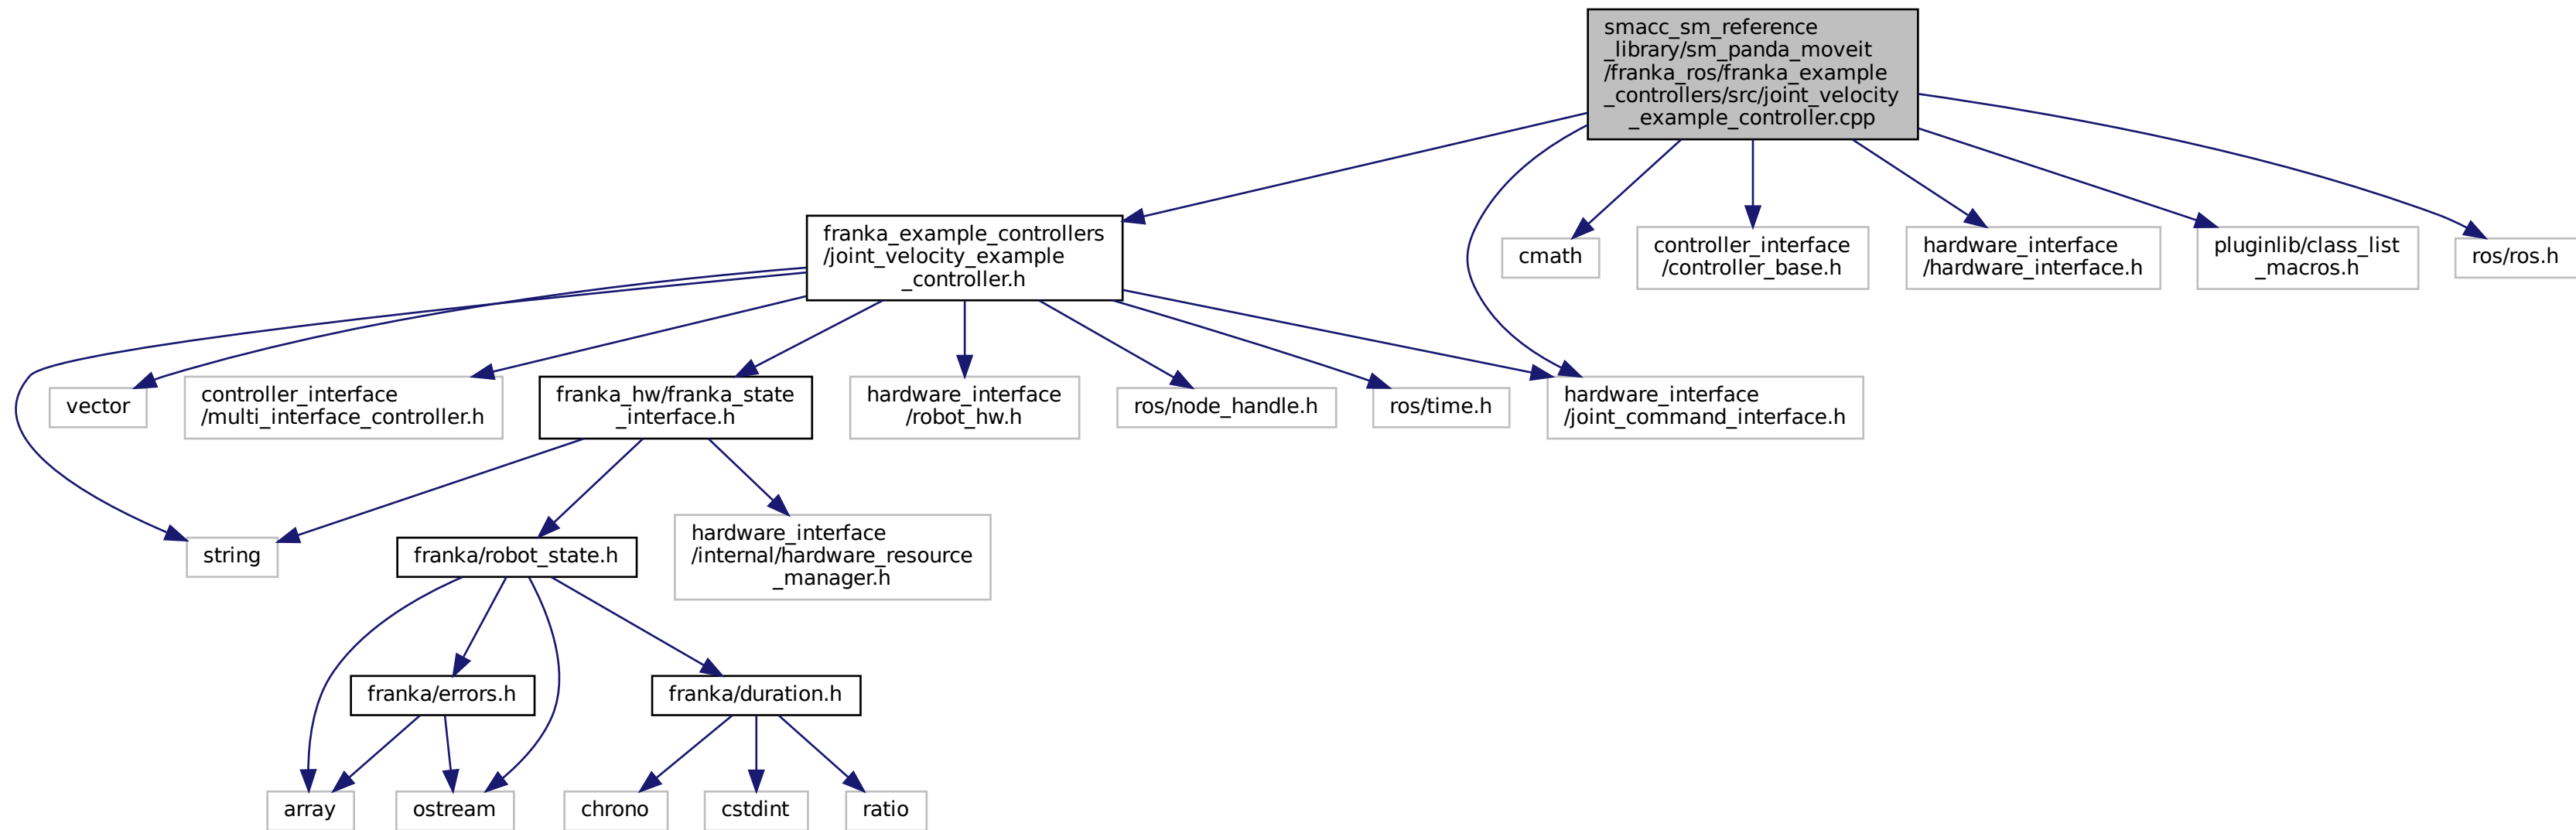 smacc_sm_reference
_library/sm_panda_moveit
/franka_ros/franka_example
_controllers/src/joint_velocity
_example_controller.cpp
franka_example_controllers
/joint_velocity_example
_controller.h
cmath
controller_interface
/controller_base.h
hardware_interface
/hardware_interface.h
pluginlib/class_list
_macros.h
ros/ros.h
vector
controller_interface
/multi_interface_controller.h
franka_hw/franka_state
_interface.h
hardware_interface
/robot_hw.h
ros/node_handle.h
ros/time.h
hardware_interface
/joint_command_interface.h
string
franka/robot_state.h
hardware_interface
/internal/hardware_resource
_manager.h
franka/errors.h
franka/duration.h
array
ostream
chrono
cstdint
ratio